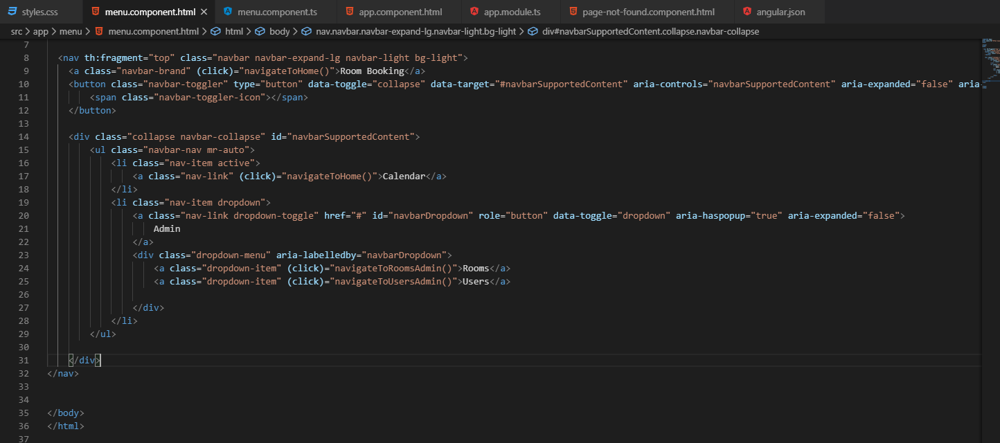 styles.css menu.component.html menu.component.ts app.component.html app.module.ts page-not-found.component.html angular.json
src > app > menu > menu.component.html > html > body > nav.navbar.navbar-expand-lg.navbar-light.bg-light > div#navbarSupportedContent.collapse.navbar-collapse
7
8 <nav th:fragment="top" class="navbar navbar-expand-lg navbar-light bg-light">
9 <a class="navbar-brand" (click)="navigateToHome()">Room Booking</a>
10 <button class="navbar-toggler" type="button" data-toggle="collapse" data-target="#navbarSupportedContent" aria-controls="navbarSupportedContent" aria-expanded="false" aria-
11 <span class="navbar-toggler-icon"></span>
12 </button>
13
14 <div class="collapse navbar-collapse" id="navbarSupportedContent">
15 <ul class="navbar-nav mr-auto">
16 <li class="nav-item active">
17 <a class="nav-link" (click)="navigateToHome()">Calendar</a>
18 </li>
19 <li class="nav-item dropdown">
20 <a class="nav-link dropdown-toggle" href="#" id="navbarDropdown" role="button" data-toggle="dropdown" aria-haspopup="true" aria-expanded="false">
21 Admin
22 </a>
23 <div class="dropdown-menu" aria-labelledby="navbarDropdown">
24 <a class="dropdown-item" (click)="navigateToRoomsAdmin()">Rooms</a>
25 <a class="dropdown-item" (click)="navigateToUsersAdmin()">Users</a>
26
27 </div>
28 </li>
29 </ul>
30
31 </div>
32 </nav>
33
34
35 </body>
36 </html>
37